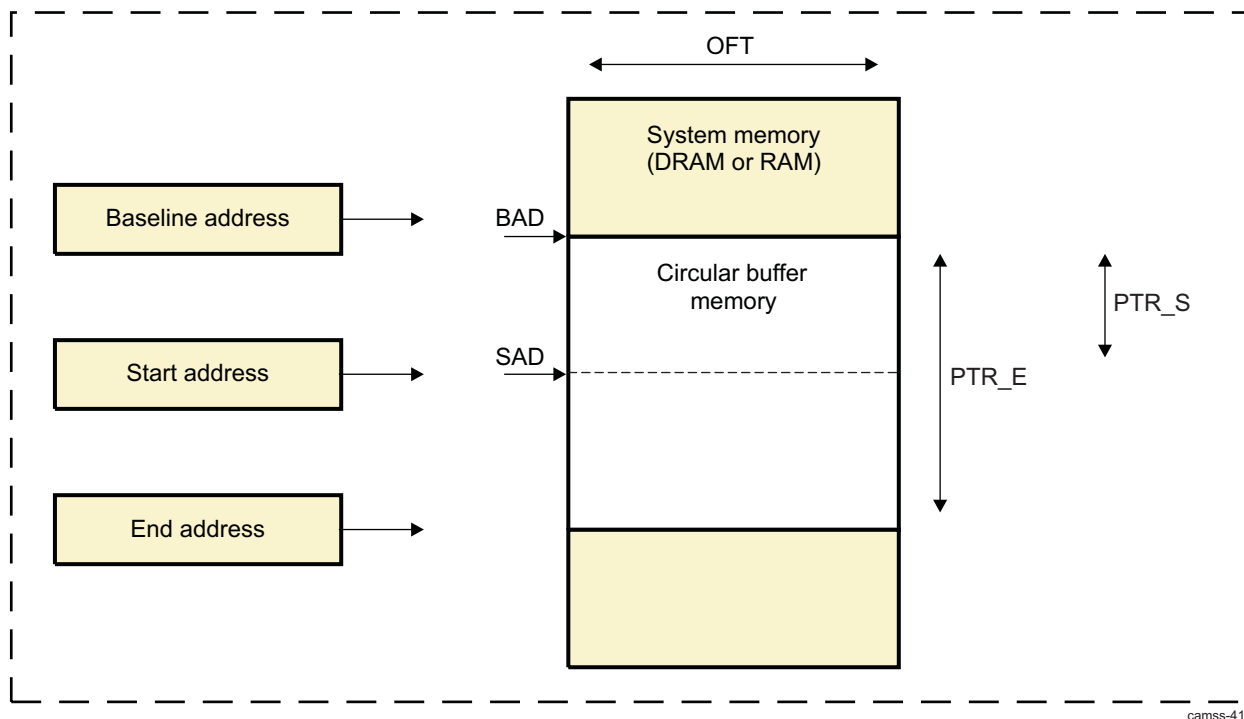 OFT
System memory
(DRAM or RAM)
Baseline address
BAD
Circular buffer
memory
PTR_S
Start address
SAD
PTR_E
End address
camss-41